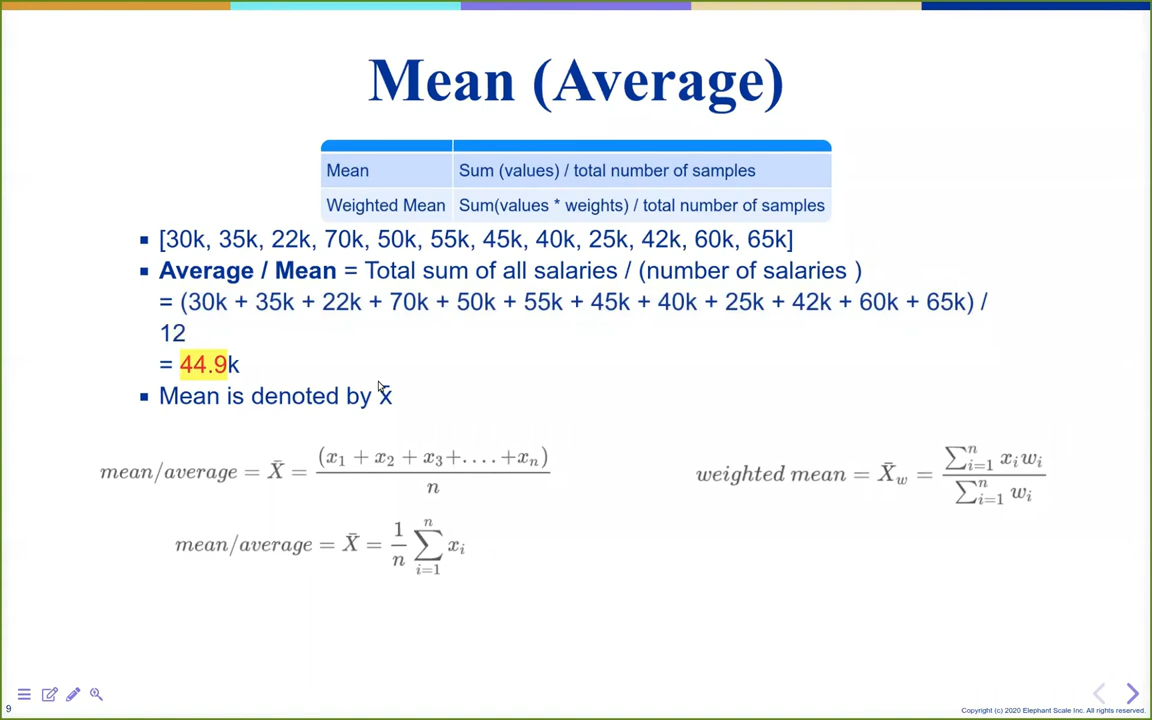 Mean (Average)
Mean Sum (values) / total number of samples
Weighted Mean Sum(values * weights) / total number of samples
▪ [30k, 35k, 22k, 70k, 50k, 55k, 45k, 40k, 25k, 42k, 60k, 65k]
▪ Average / Mean = Total sum of all salaries / (number of salaries )
= (30k + 35k + 22k + 70k + 50k + 55k + 45k + 40k + 25k + 42k + 60k + 65k) /
12
= 44.9k
▪ Mean is denoted by x̄
mean/average = X̄ = (x₁ + x₂ + x₃+....+xₙ) / n
weighted mean = X̄_w = ∑ⁿᵢ₌₁ xᵢwᵢ / ∑ⁿᵢ₌₁ wᵢ
mean/average = X̄ = 1/n ∑ⁿᵢ₌₁ xᵢ
9
Copyright (c) 2020 Elephant Scale Inc. All rights reserved.